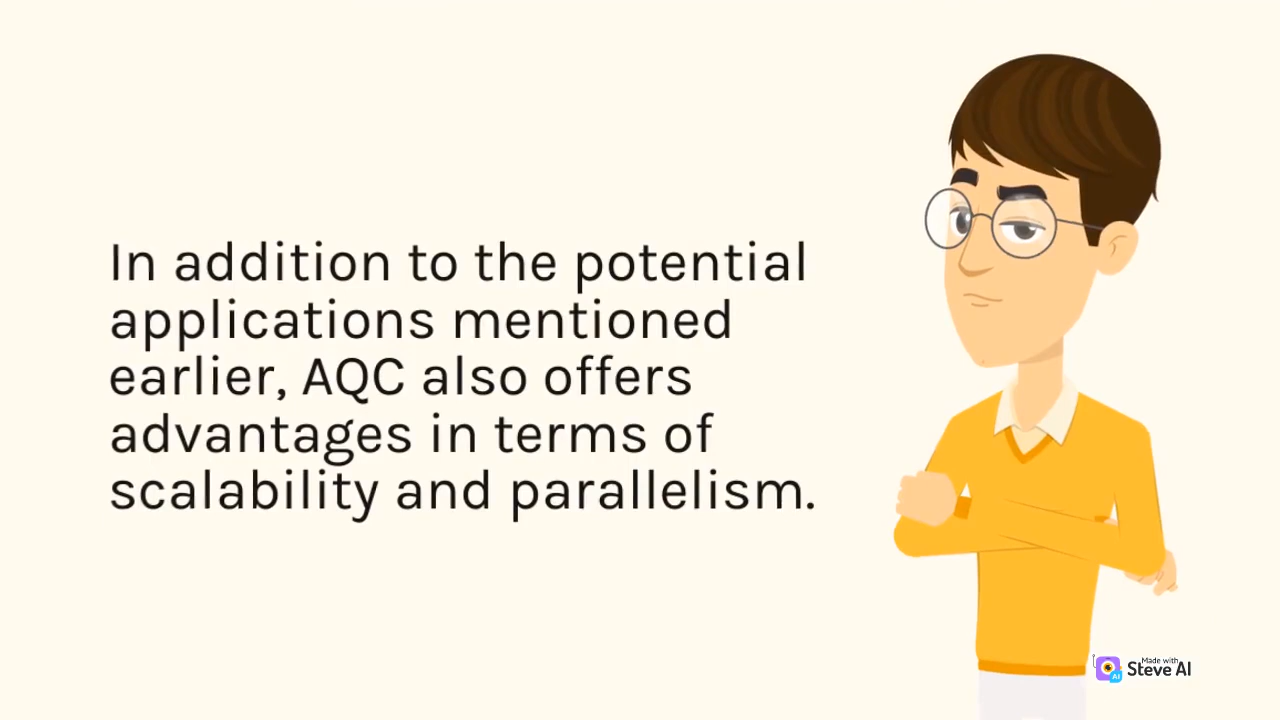 In addition to the potential
applications mentioned
earlier, AQC also offers
advantages in terms of
scalability and parallelism.
Made with
Steve AI
AI